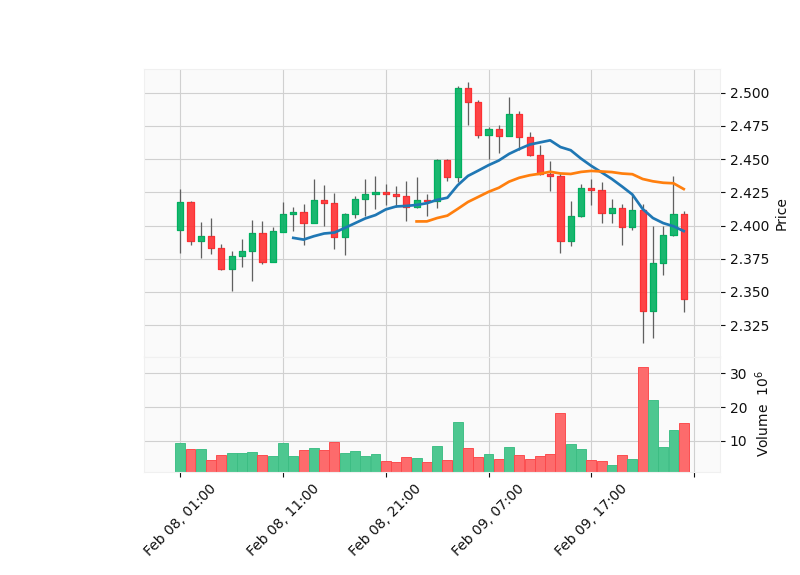 2.500
2.475
2.450
2.425
2.400
2.375
2.350
2.325
Price
30
20
10
Volume 10⁶
Feb 08, 01:00
Feb 08, 11:00
Feb 08, 21:00
Feb 09, 07:00
Feb 09, 17:00